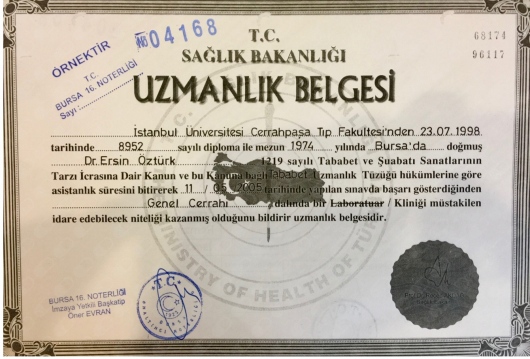 ÖRNEKTİR
T.C
BURSA 16. NOTERLİĞİ
Sayı:
No 04168
T.C.
SAĞLIK BAKANLIĞI
UZMANLIK BELGESİ
68174
96117
İstanbul Üniversitesi Cerrahpaşa Tıp Fakültesi'nden 23.07.1998
tarihinde 8952 sayılı diploma ile mezun 1974 yılında Bursa'da doğmuş
Dr.Ersin Öztürk 1219 sayılı Tababet ve Şuabatı Sanatlarının
Tarzı İcrasına Dair Kanun ve bu Kanuna bağlı Tababet Uzmanlık Tüzüğü hükümlerine göre
asistanlık süresini bitirerek 11 / 05 /2005 tarihinde yapılan sınavda başarı gösterdiğinden
Genel Cerrahi dalında bir Laboratuar / Kliniği müstakilen
idare edebilecek niteliği kazanmış olduğunu bildirir uzmanlık belgesidir.
MINISTRY OF HEALTH OF TURKEY
BURSA 16. NOTERLİĞİ
İmzaya Yetkili Başkatip
Öner EVRAN
T.C.